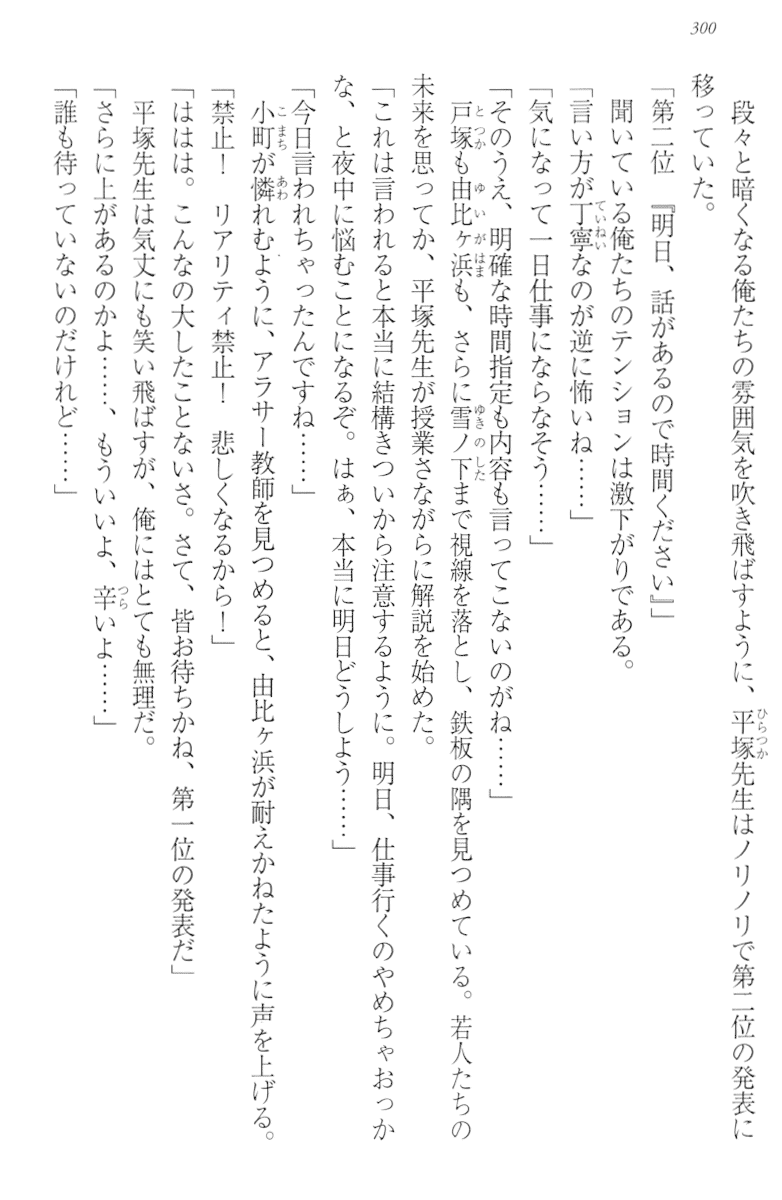 300
段々と暗くなる俺たちの雰囲気を吹き飛ばすように、平塚先生はノリノリで第二位の発表に
移っていた。
「第二位　『明日、話があるので時間ください』」
聞いている俺たちのテンションは激下がりである。
「言い方が丁寧なのが逆に怖いね……」
「気になって一日仕事にならなそう……」
「そのうえ、明確な時間指定も内容も言ってこないのがね……」
戸塚も由比ヶ浜も、さらに雪ノ下まで視線を落とし、鉄板の隅を見つめている。若人たちの
未来を思ってか、平塚先生が授業さながらに解説を始めた。
「これは言われると本当に結構きついから注意するように。明日、仕事行くのやめちゃおっか
な、と夜中に悩むことになるぞ。はぁ、本当に明日どうしよう……」
「今日言われちゃったんですね……」
小町が憐れむように、アラサー教師を見つめると、由比ヶ浜が耐えかねたように声を上げる。
「禁止！　リアリティ禁止！　悲しくなるから！」
「ははは。こんなの大したことないさ。さて、皆お待ちかね、第一位の発表だ」
平塚先生は気丈にも笑い飛ばすが、俺にはとても無理だ。
「さらに上があるのかよ……、もういいよ、辛いよ……」
「誰も待っていないのだけれど……」